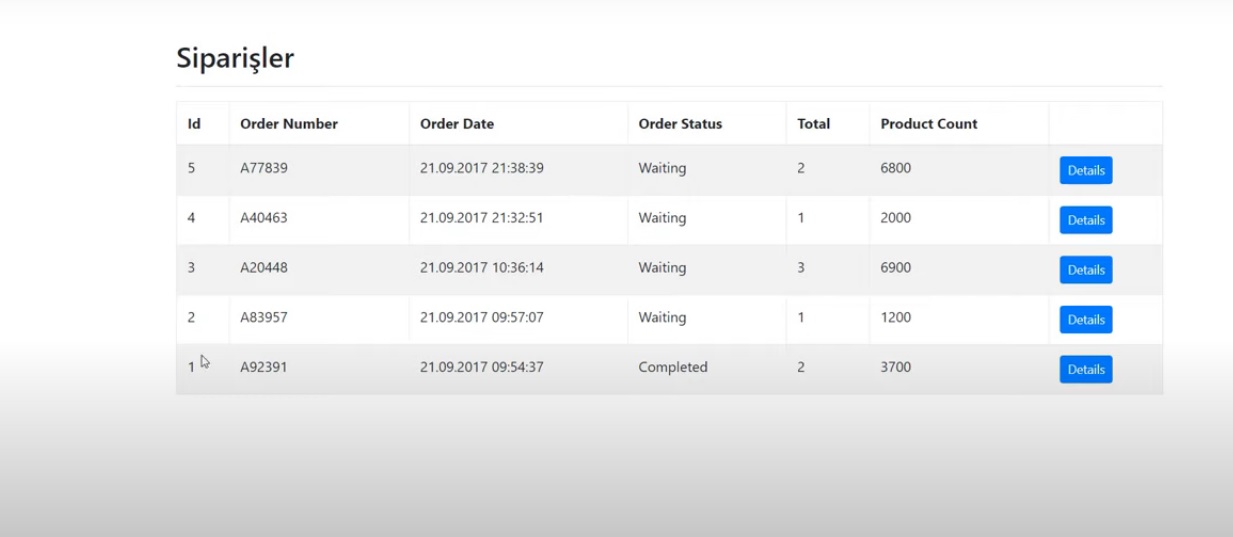 Siparişler
Id Order Number Order Date Order Status Total Product Count
5 A77839 21.09.2017 21:38:39 Waiting 2 6800 Details
4 A40463 21.09.2017 21:32:51 Waiting 1 2000 Details
3 A20448 21.09.2017 10:36:14 Waiting 3 6900 Details
2 A83957 21.09.2017 09:57:07 Waiting 1 1200 Details
1 A92391 21.09.2017 09:54:37 Completed 2 3700 Details